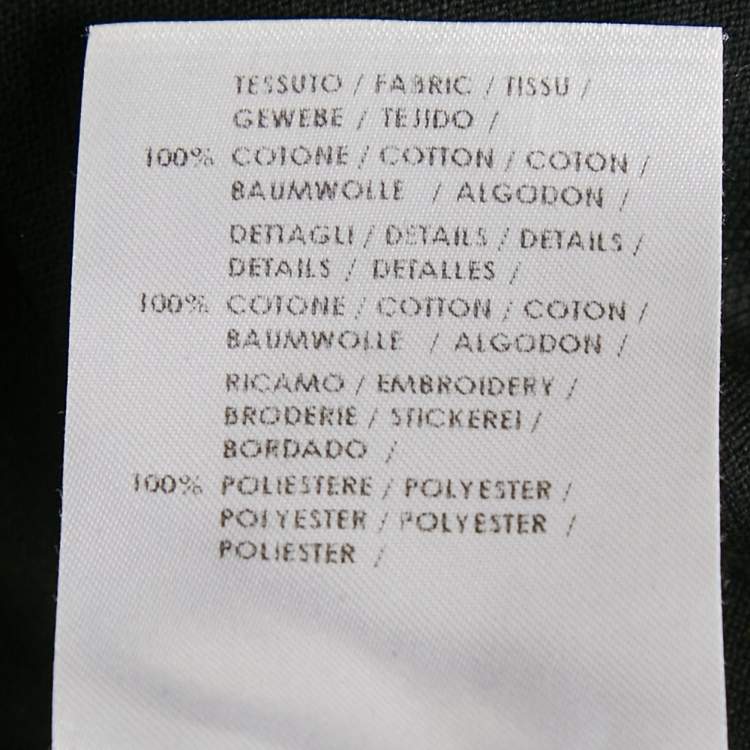 TESSUTO / FABRIC / TISSU /
GEWEBE / TEJIDO /
100% COTONE / COTTON / COTON /
BAUMWOLLE / ALGODON /
DETTAGLI / DETAILS / DETAILS /
DETAILS / DETALLES /
100% COTONE / COTTON / COTON /
BAUMWOLLE / ALGODON /
RICAMO / EMBROIDERY /
BRODERIE / STICKEREI /
BORDADO /
100% POLIESTERE / POLYESTER /
POLYESTER / POLYESTER /
POLIESTER /